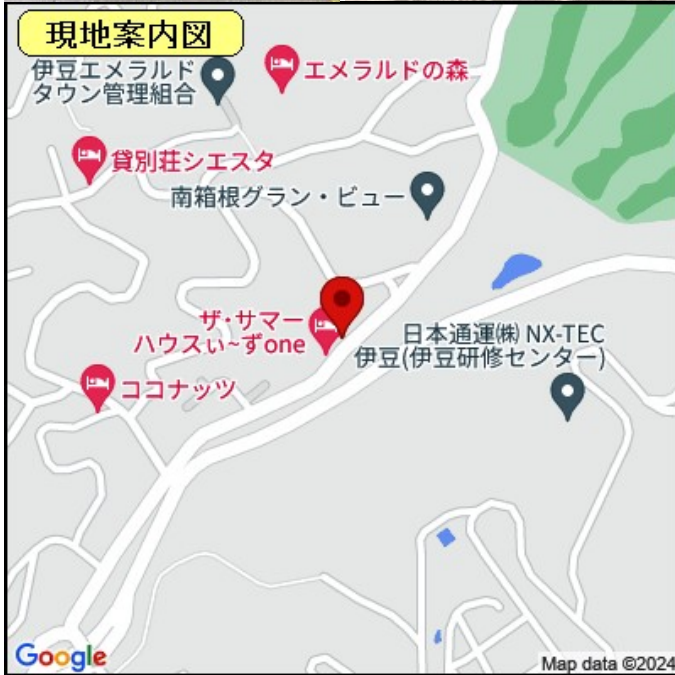 現地案内図
伊豆エメラルド
タウン管理組合
エメラルドの森
貸別荘シエスタ
南箱根グラン・ビュー
ザ・サマー
ハウスぃ~ずone
日本通運㈱ NX-TEC
伊豆(伊豆研修センター)
ココナッツ
Google
Map data ©2024